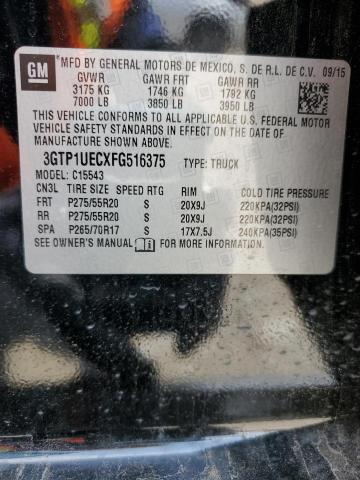 GM
MFD BY GENERAL MOTORS DE MEXICO, S. DE R.L. DE C.V. 09/15
GVWR GAWR FRT GAWR RR
3175 KG 1746 KG 1792 KG
7000 LB 3850 LB 3950 LB
THIS VEHICLE CONFORMS TO ALL APPLICABLE U.S. FEDERAL MOTOR
VEHICLE SAFETY STANDARDS IN EFFECT ON THE DATE OF
MANUFACTURE SHOWN ABOVE.
3GTP1UECXFG516375 TYPE: TRUCK
MODEL: C15543
CN3L TIRE SIZE SPEED RTG RIM COLD TIRE PRESSURE
FRT P275/55R20 S 20X9J 220KPA(32PSI)
RR P275/55R20 S 20X9J 220KPA(32PSI)
SPA P265/70R17 S 17X7.5J 240KPA(35PSI)
SEE OWNER'S MANUAL FOR MORE INFORMATION.